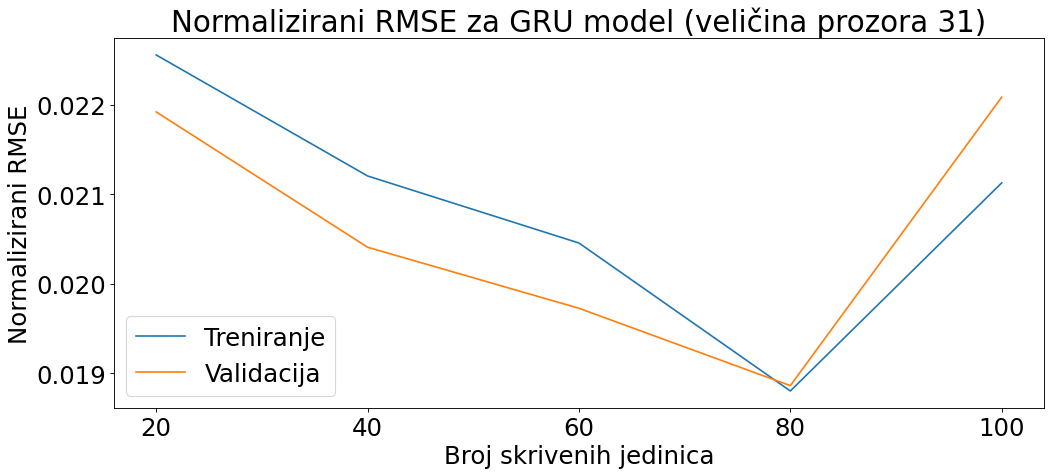 Normalizirani RMSE za GRU model (veličina prozora 31)
Normalizirani RMSE
0.022
0.021
0.020
0.019
Treniranje
Validacija
20 40 60 80 100
Broj skrivenih jedinica